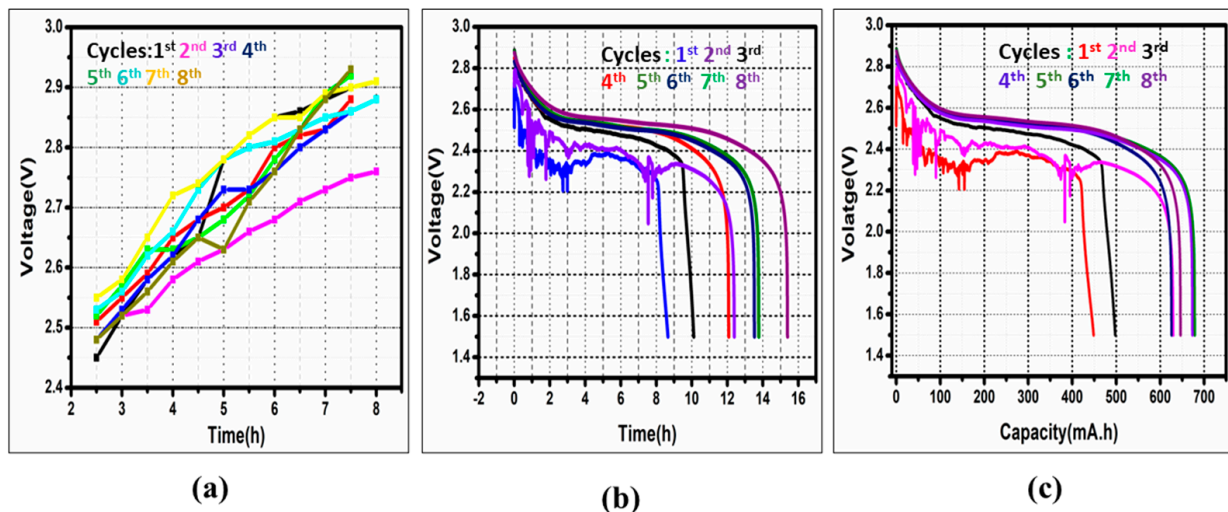 3.0
2.9
2.8
2.7
2.6
2.5
2.4
Voltage(V)
Cycles:1st 2nd 3rd 4th
5th 6th 7th 8th
2 3 4 5 6 7 8
Time(h)
(a)
3.0
2.8
2.6
2.4
2.2
2.0
1.8
1.6
1.4
Voltage(V)
Cycles : 1st 2nd 3rd
4th 5th 6th 7th 8th
-2 0 2 4 6 8 10 12 14 16
Time(h)
(b)
3.0
2.8
2.6
2.4
2.2
2.0
1.8
1.6
1.4
Volatge(V)
Cycles : 1st 2nd 3rd
4th 5th 6th 7th 8th
0 100 200 300 400 500 600 700
Capacity(mA.h)
(c)